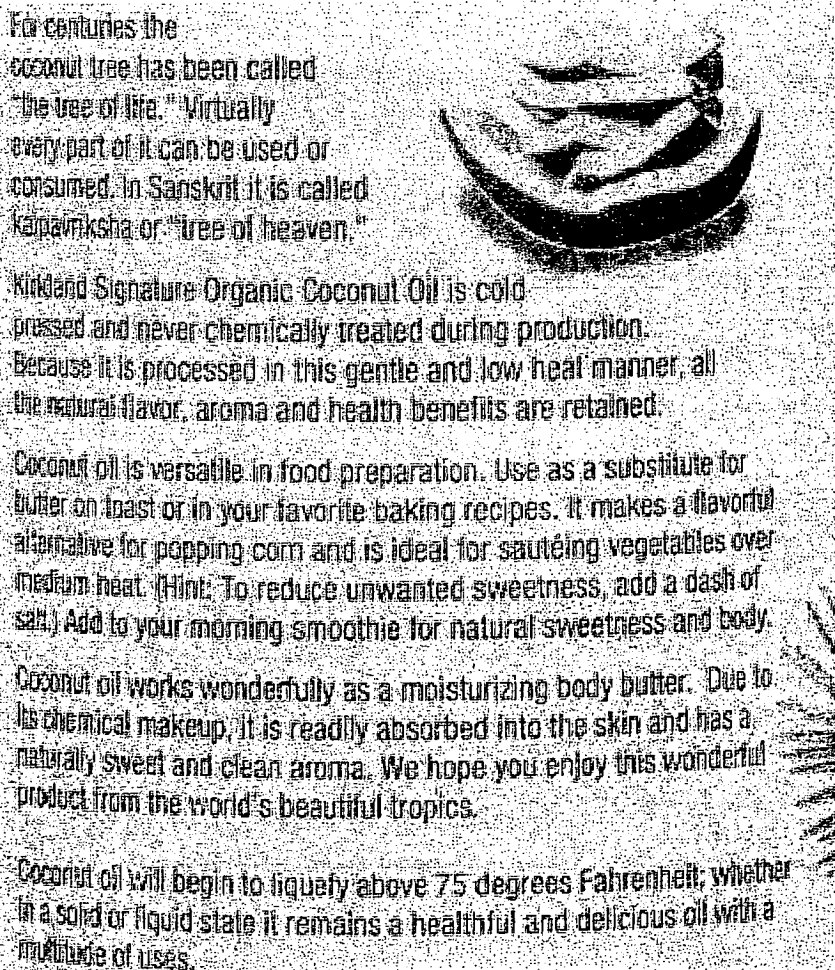 For centuries the
coconut tree has been called
"the tree of life." Virtually
every part of it can be used or
consumed. In Sanskrit it is called
kalpavriksha or "tree of heaven."
Kirkland Signature Organic Coconut Oil is cold
pressed and never chemically treated during production.
Because it is processed in this gentle and low heat manner, all
the natural flavor, aroma and health benefits are retained.
Coconut oil is versatile in food preparation. Use as a substitute for
butter on toast or in your favorite baking recipes. It makes a flavorful
alternative for popping corn and is ideal for sautéing vegetables over
medium heat. (Hint: To reduce unwanted sweetness, add a dash of
salt.) Add to your morning smoothie for natural sweetness and body.
Coconut oil works wonderfully as a moisturizing body butter. Due to
its chemical makeup, it is readily absorbed into the skin and has a
naturally sweet and clean aroma. We hope you enjoy this wonderful
product from the world's beautiful tropics.
Coconut oil will begin to liquefy above 75 degrees Fahrenheit; whether
in a solid or liquid state it remains a healthful and delicious oil with a
multitude of uses.